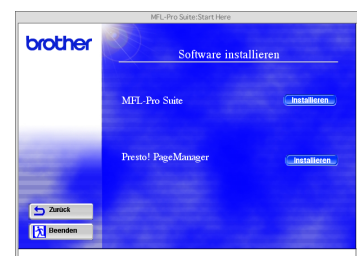 MFL-Pro Suite:Start Here
brother
Software installieren
MFL-Pro Suite
Installieren
Presto! PageManager
Installieren
Zurück
Beenden